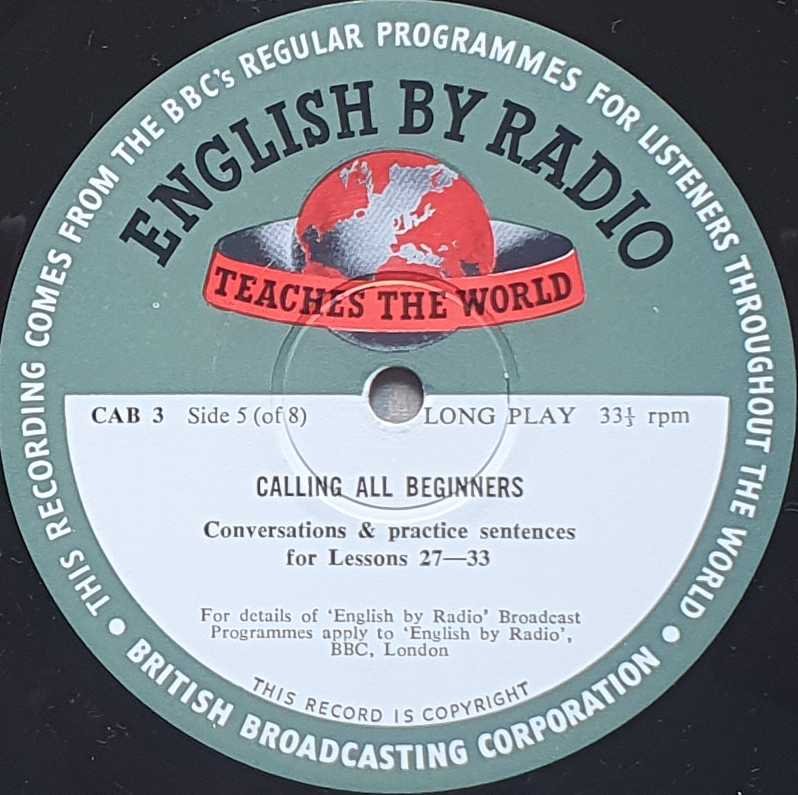 THIS RECORDING COMES FROM THE BBC's REGULAR PROGRAMMES FOR LISTENERS THROUGHOUT THE WORLD
ENGLISH BY RADIO
TEACHES THE WORLD
CAB 3 Side 5 (of 8) LONG PLAY 33⅓ rpm
CALLING ALL BEGINNERS
Conversations & practice sentences
for Lessons 27—33
For details of ‘English by Radio’ Broadcast
Programmes apply to ‘English by Radio’,
BBC, London
THIS RECORD IS COPYRIGHT
• BRITISH BROADCASTING CORPORATION •